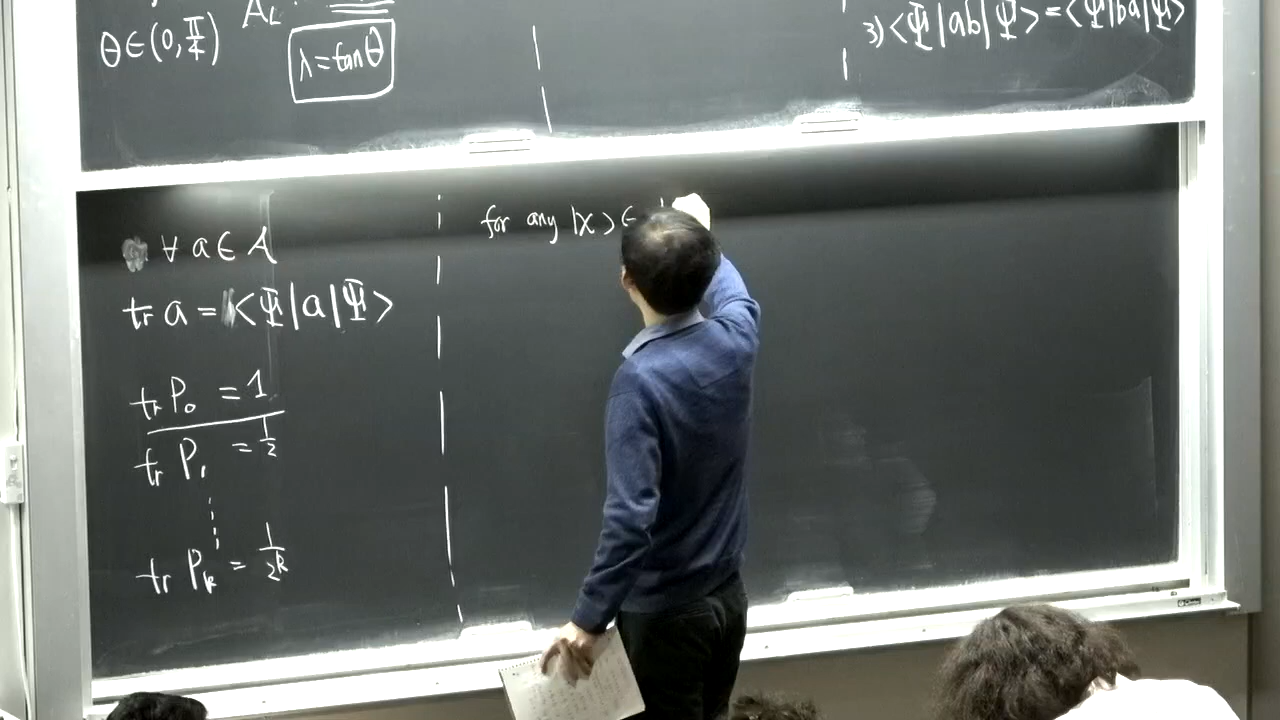 θ∈(0,π/4)
A_L
λ=tanθ
3) <Ψ|ab|Ψ> = <Ψ|ba|Ψ>
∀ a∈A
tr a = <Ψ|a|Ψ>
tr P₀ = 1
tr P₁ = 1/2
tr P_k = 1/2^k
for any |x> ∈